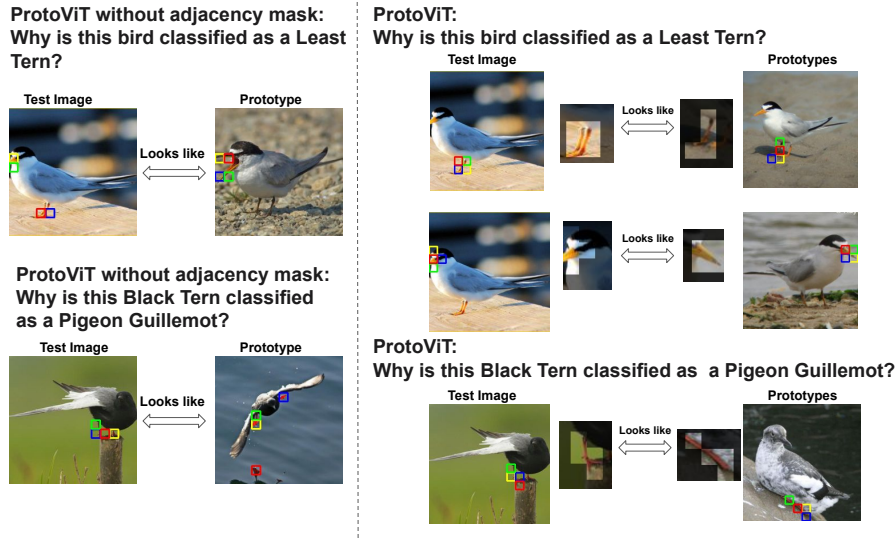 ProtoViT without adjacency mask:
Why is this bird classified as a Least
Tern?
Test Image
Prototype
Looks like
ProtoViT without adjacency mask:
Why is this Black Tern classified
as a Pigeon Guillemot?
Test Image
Prototype
Looks like
ProtoViT:
Why is this bird classified as a Least Tern?
Test Image
Prototypes
Looks like
Looks like
ProtoViT:
Why is this Black Tern classified as a Pigeon Guillemot?
Test Image
Prototypes
Looks like